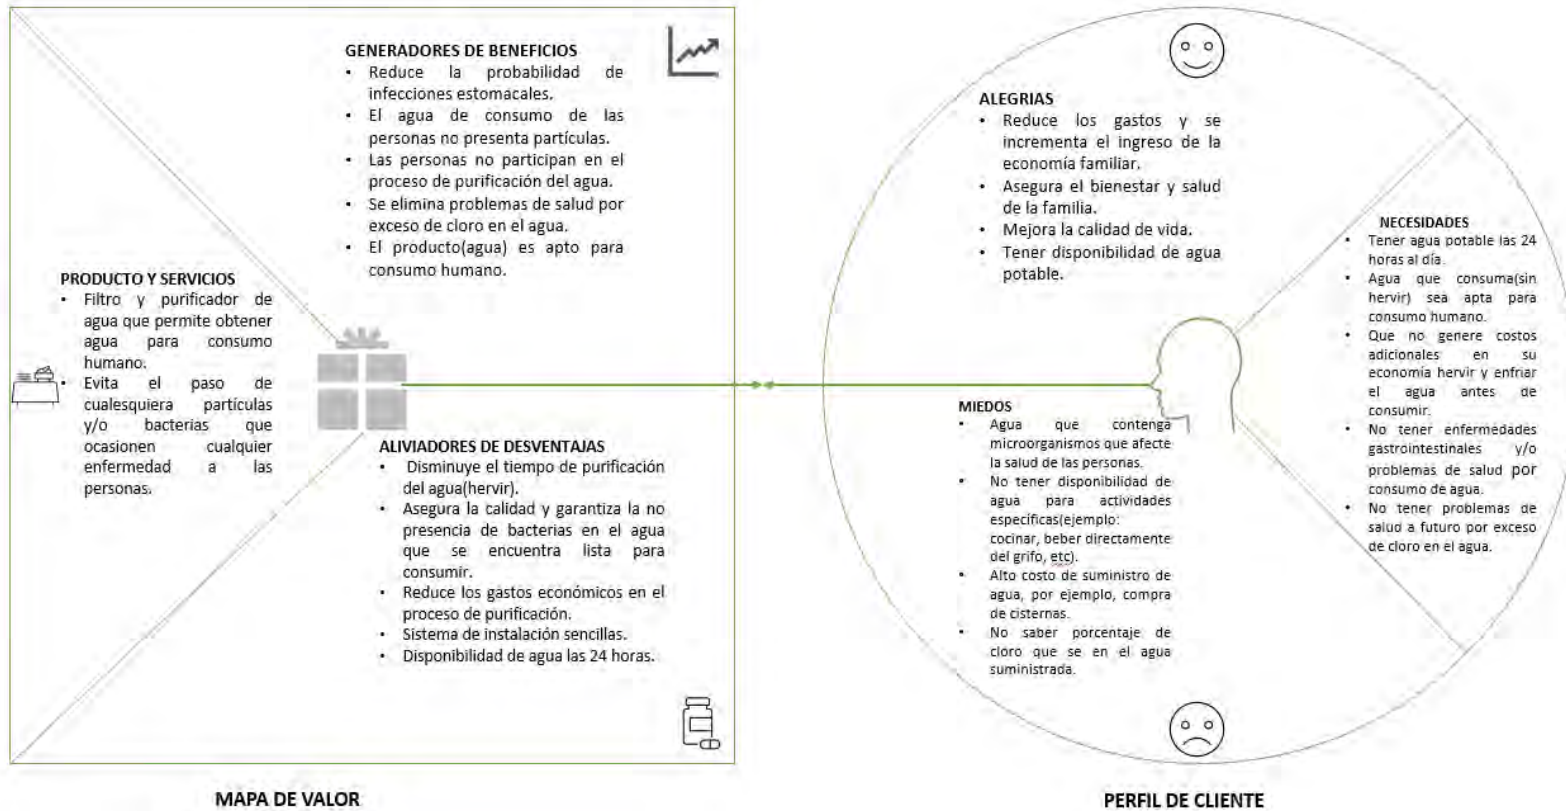 GENERADORES DE BENEFICIOS
• Reduce la probabilidad de
infecciones estomacales.
• El agua de consumo de las
personas no presenta partículas.
• Las personas no participan en el
proceso de purificación del agua.
• Se elimina problemas de salud por
exceso de cloro en el agua.
• El producto(agua) es apto para
consumo humano.
PRODUCTO Y SERVICIOS
• Filtro y purificador de
agua que permite obtener
agua para consumo
humano.
• Evita el paso de
cualesquiera partículas
y/o bacterias que
ocasionen cualquier
enfermedad a las
personas.
ALIVIADORES DE DESVENTAJAS
• Disminuye el tiempo de purificación
del agua(hervir).
• Asegura la calidad y garantiza la no
presencia de bacterias en el agua
que se encuentra lista para
consumir.
• Reduce los gastos económicos en el
proceso de purificación.
• Sistema de instalación sencillas.
• Disponibilidad de agua las 24 horas.
MAPA DE VALOR
ALEGRIAS
• Reduce los gastos y se
incrementa el ingreso de la
economía familiar.
• Asegura el bienestar y salud
de la familia.
• Mejora la calidad de vida.
• Tener disponibilidad de agua
potable.
NECESIDADES
• Tener agua potable las 24
horas al día.
• Agua que consuma(sin
hervir) sea apta para
consumo humano.
• Que no genere costos
adicionales en su
economía hervir y enfriar
el agua antes de
consumir.
• No tener enfermedades
gastrointestinales y/o
problemas de salud por
consumo de agua.
• No tener problemas de
salud a futuro por exceso
de cloro en el agua.
MIEDOS
• Agua que contenga
microorganismos que afecte
la salud de las personas.
• No tener disponibilidad de
agua para actividades
específicas(ejemplo:
cocinar, beber directamente
del grifo, etc).
• Alto costo de suministro de
agua, por ejemplo, compra
de cisternas.
• No saber porcentaje de
cloro que se en el agua
suministrada.
PERFIL DE CLIENTE